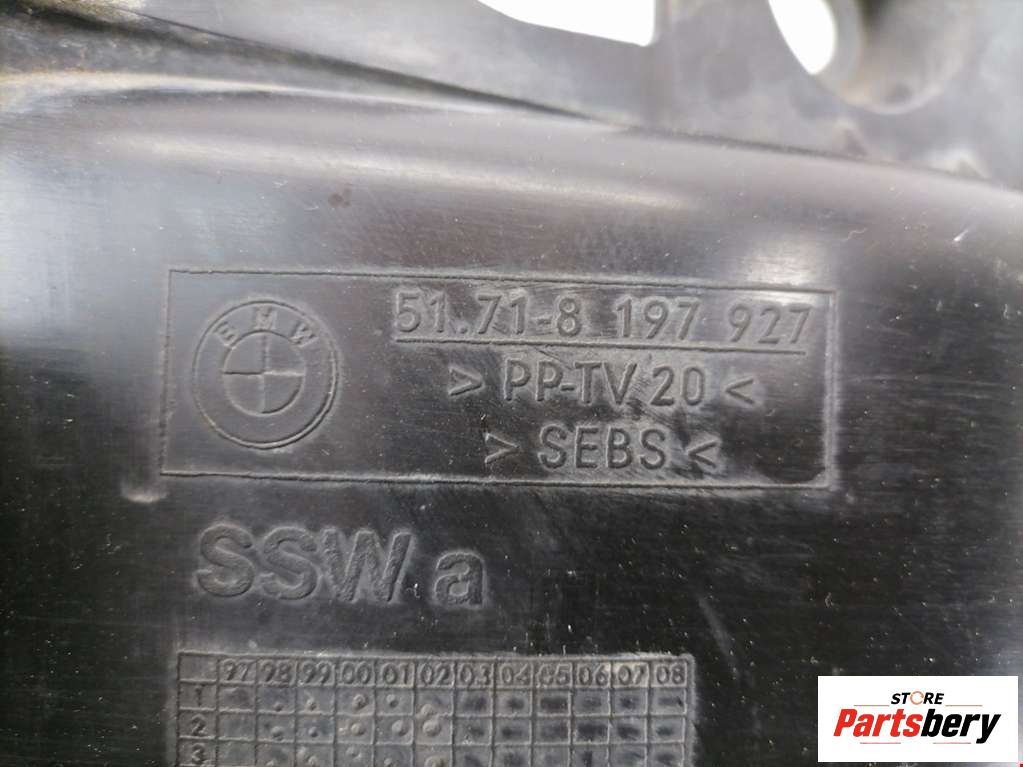 BMW
51.71-8 197 927
> PP-TV 20 <
> SEBS <
SSW a
97 98 99 00 01 02 03 04 05 06 07 08
1
2
3
STORE
Partsbery